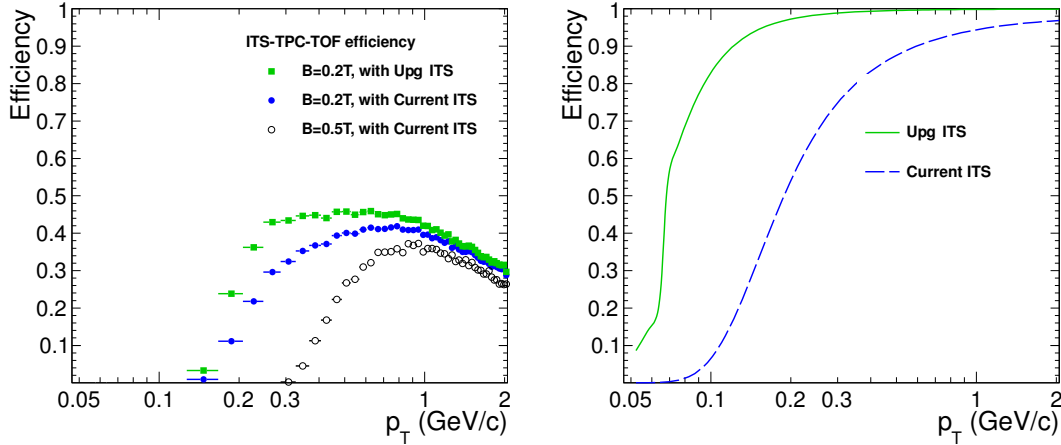 Efficiency
1
0.9
0.8
0.7
0.6
0.5
0.4
0.3
0.2
0.1
ITS-TPC-TOF efficiency
B=0.2T, with Upg ITS
B=0.2T, with Current ITS
B=0.5T, with Current ITS
0.05 0.1 0.2 0.3 1 2
p_T (GeV/c)
Efficiency
1
0.9
0.8
0.7
0.6
0.5
0.4
0.3
0.2
0.1
Upg ITS
Current ITS
0.05 0.1 0.2 0.3 1 2
p_T (GeV/c)